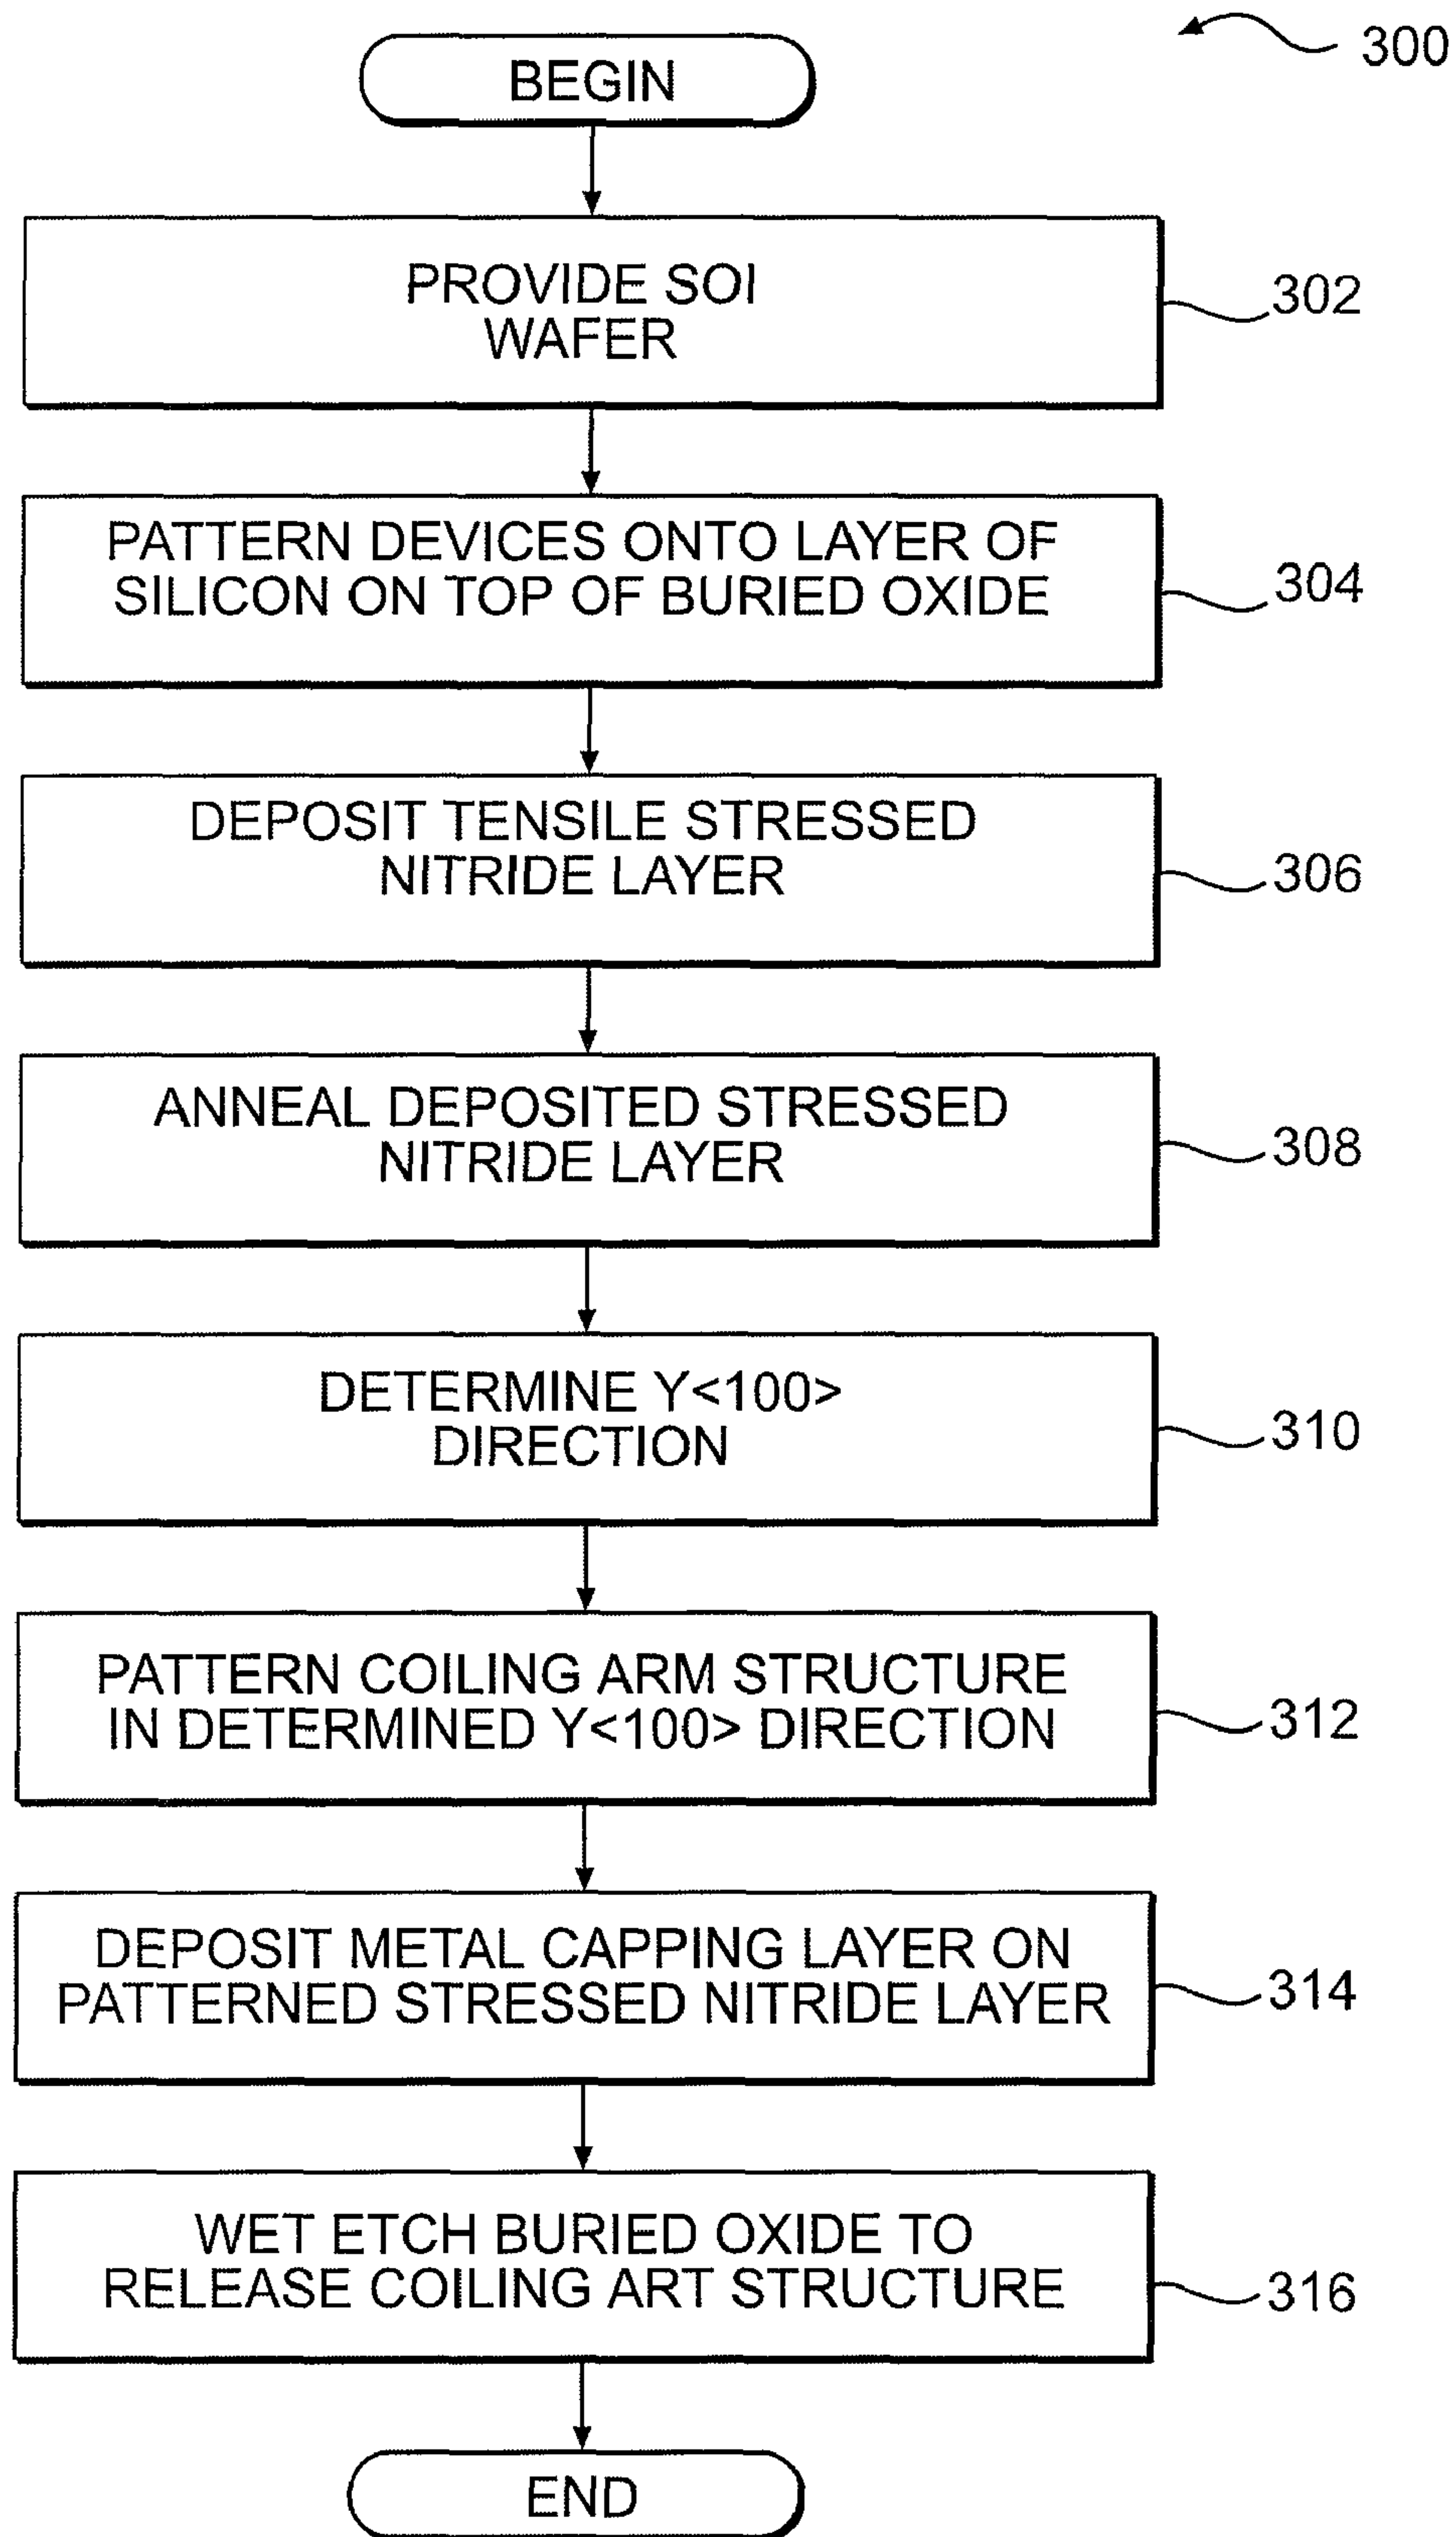 300
BEGIN
PROVIDE SOI
WAFER
302
PATTERN DEVICES ONTO LAYER OF
SILICON ON TOP OF BURIED OXIDE
304
DEPOSIT TENSILE STRESSED
NITRIDE LAYER
306
ANNEAL DEPOSITED STRESSED
NITRIDE LAYER
308
DETERMINE Y<100>
DIRECTION
310
PATTERN COILING ARM STRUCTURE
IN DETERMINED Y<100> DIRECTION
312
DEPOSIT METAL CAPPING LAYER ON
PATTERNED STRESSED NITRIDE LAYER
314
WET ETCH BURIED OXIDE TO
RELEASE COILING ART STRUCTURE
316
END